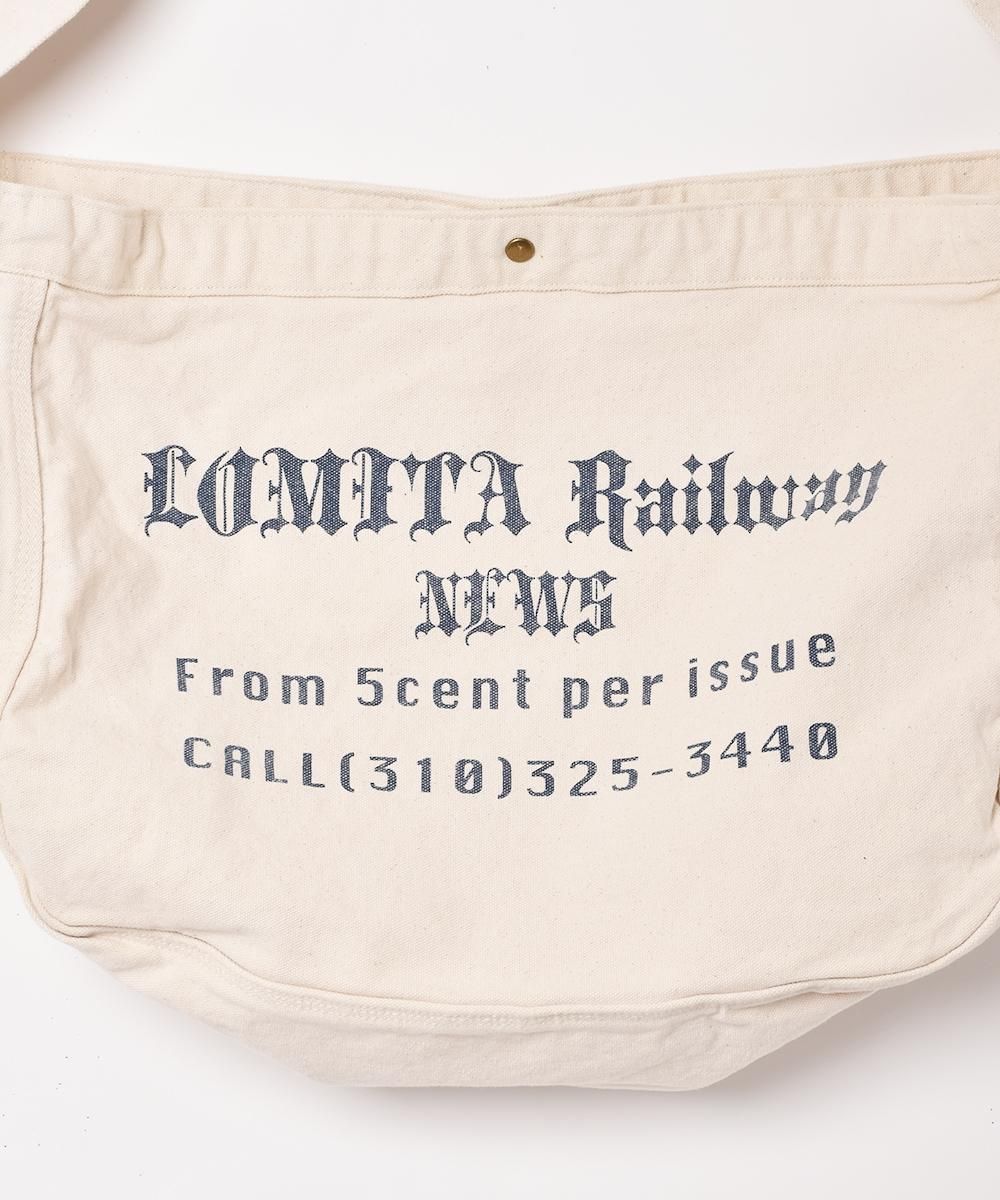 LOMITA Railway
NEWS
From 5cent per issue
CALL(310)325-3440